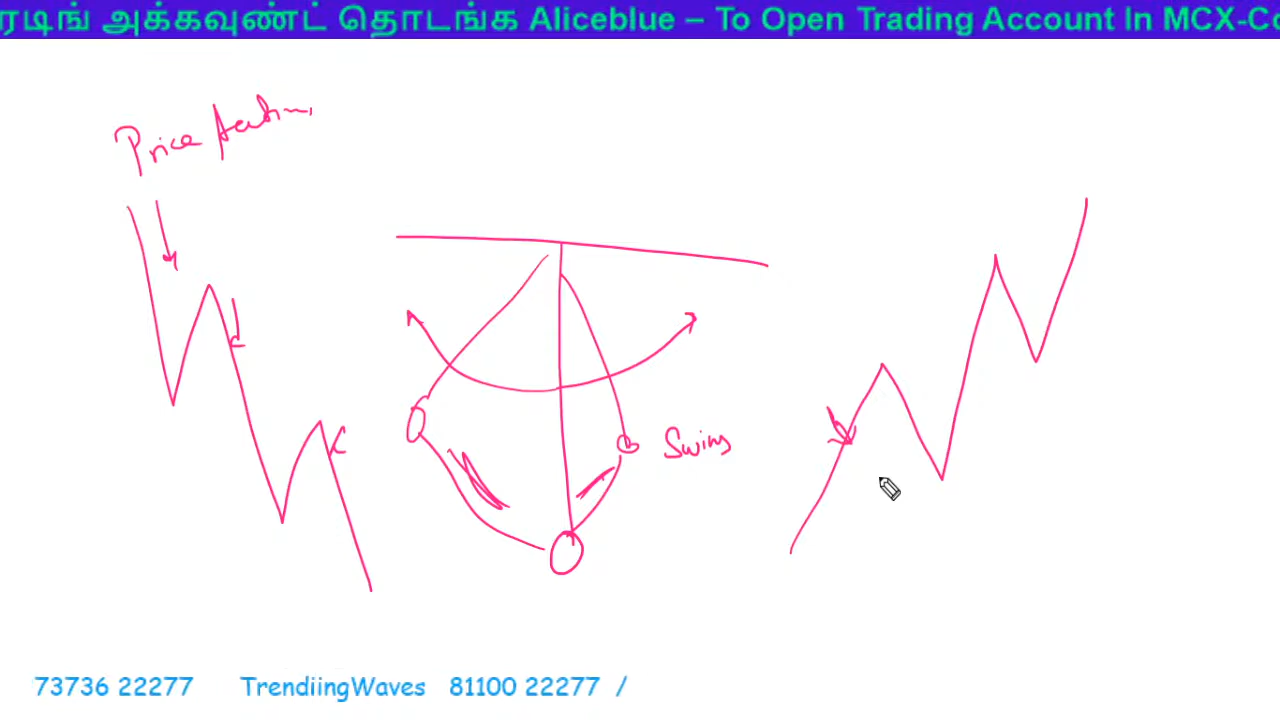 ரேடிங் அக்கவுண்ட் தொடங்க Aliceblue – To Open Trading Account In MCX-Co
Price Action
Swing
73736 22277 TrendiingWaves 81100 22277 /